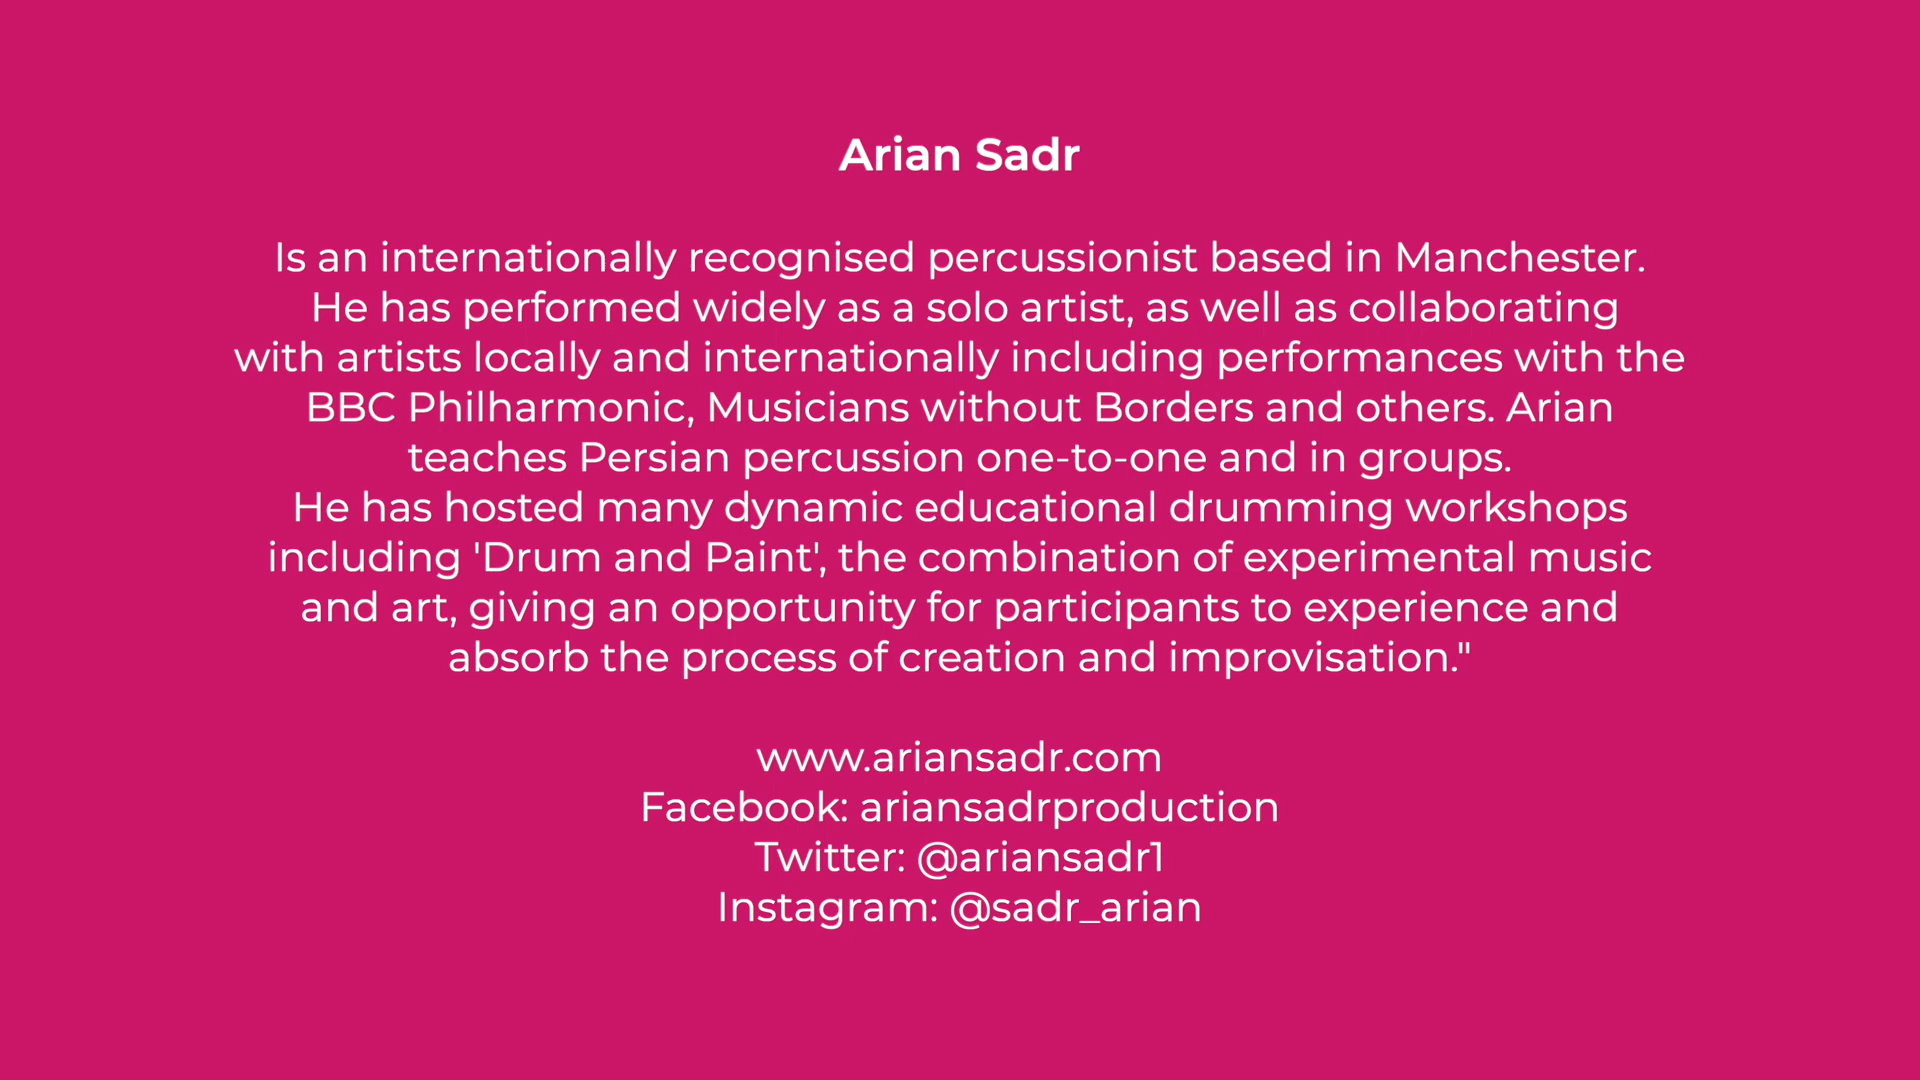 Arian Sadr
Is an internationally recognised percussionist based in Manchester.
He has performed widely as a solo artist, as well as collaborating
with artists locally and internationally including performances with the
BBC Philharmonic, Musicians without Borders and others. Arian
teaches Persian percussion one-to-one and in groups.
He has hosted many dynamic educational drumming workshops
including 'Drum and Paint', the combination of experimental music
and art, giving an opportunity for participants to experience and
absorb the process of creation and improvisation."
www.ariansadr.com
Facebook: ariansadrproduction
Twitter: @ariansadr1
Instagram: @sadr_arian